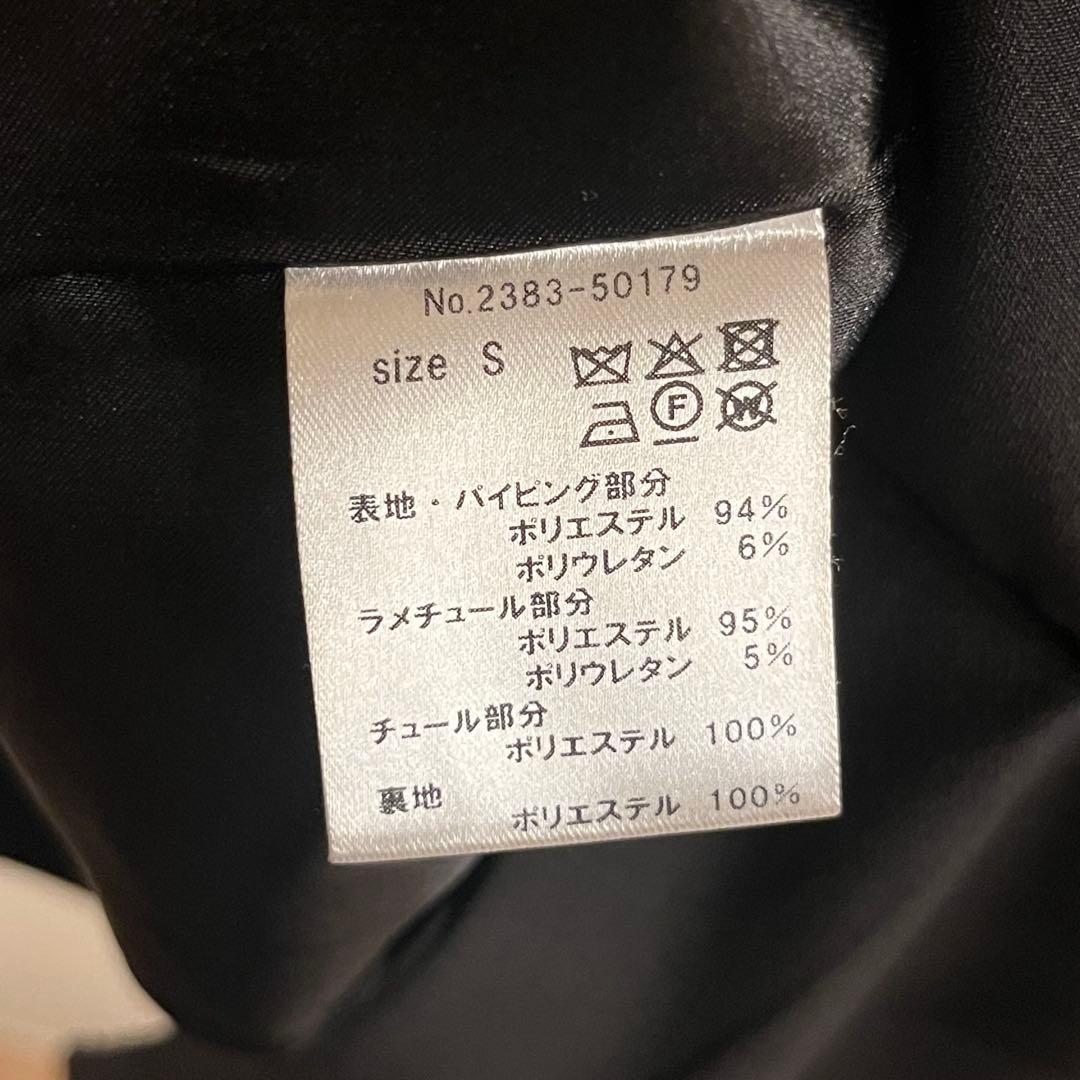 No.2383-50179
size S
F W
表地・パイピング部分
ポリエステル 94%
ポリウレタン 6%
ラメチュール部分
ポリエステル 95%
ポリウレタン 5%
チュール部分
ポリエステル 100%
裏地
ポリエステル 100%